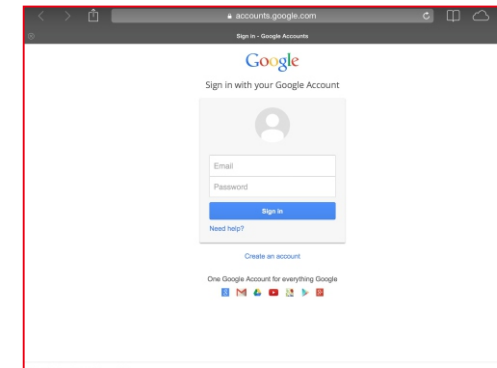 accounts.google.com
Sign in - Google Accounts
Google
Sign in with your Google Account
Email
Password
Sign in
Need help?
Create an account
One Google Account for everything Google